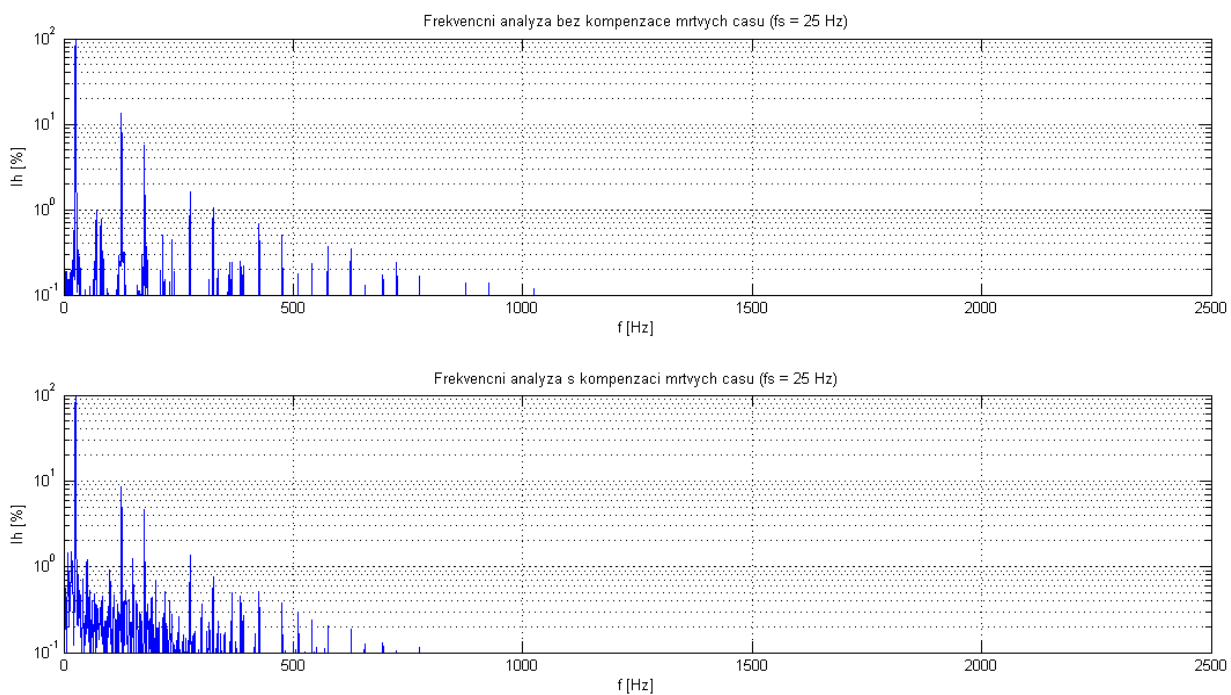 Frekvencni analyza bez kompenzace mrtvych casu (fs = 25 Hz)
10^2
10^1
10^0
10^-1
Ih [%]
0 500 1000 1500 2000 2500
f [Hz]
Frekvencni analyza s kompenzaci mrtvych casu (fs = 25 Hz)
10^2
10^1
10^0
10^-1
Ih [%]
0 500 1000 1500 2000 2500
f [Hz]